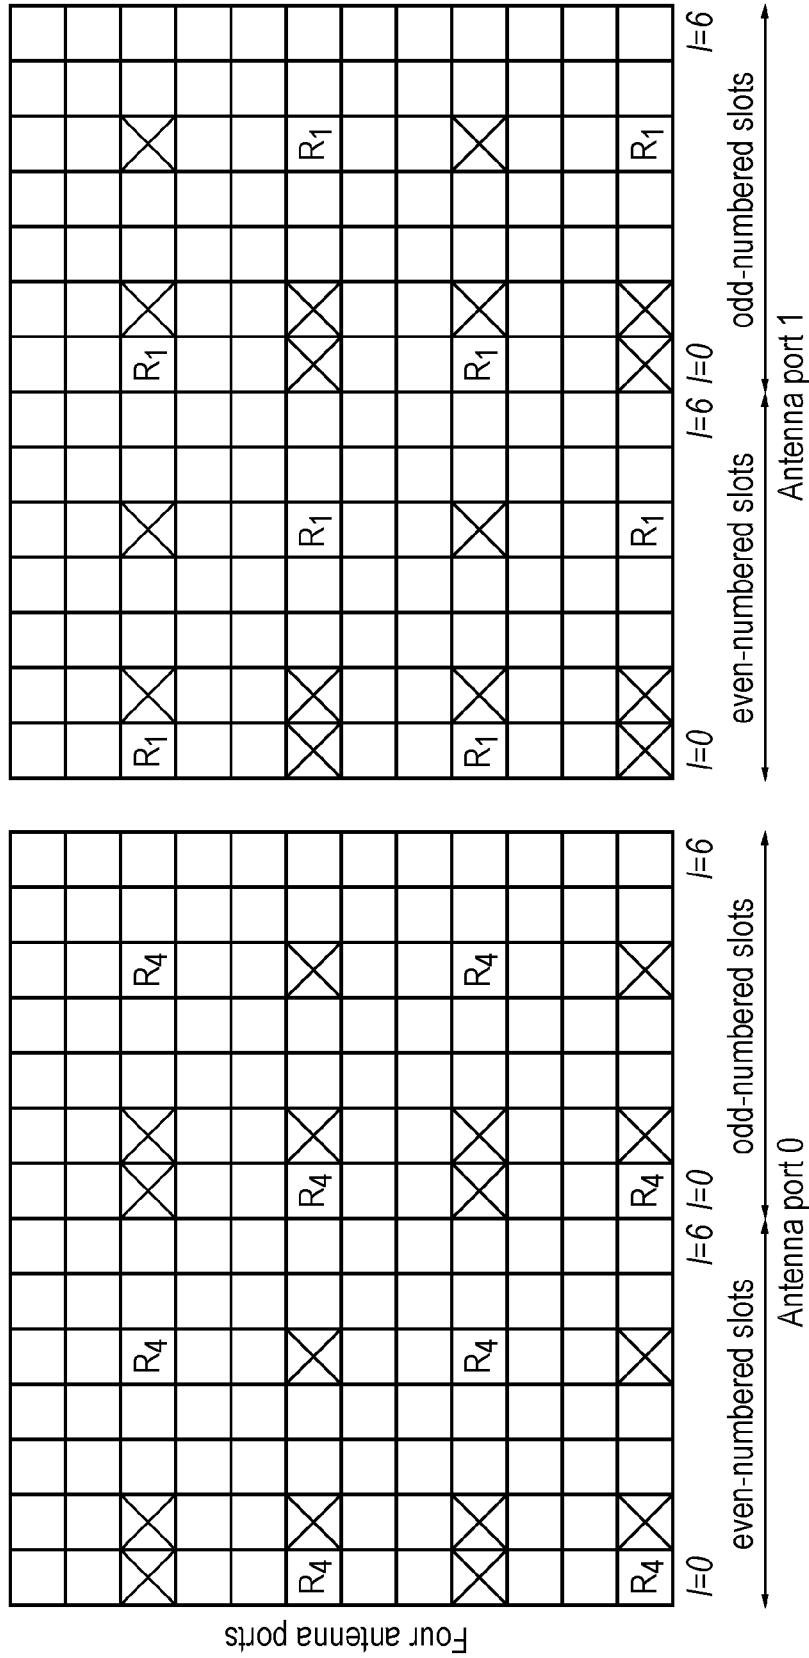 Four antenna ports
R4 R4 R1 R1
R4 R4 R1 R1
R4 R4 R1 R1
R4 R4 R1 R1
l=0 l=6 l=0 l=6 l=0 l=6 l=0 l=6
even-numbered slots odd-numbered slots even-numbered slots odd-numbered slots
Antenna port 0 Antenna port 1